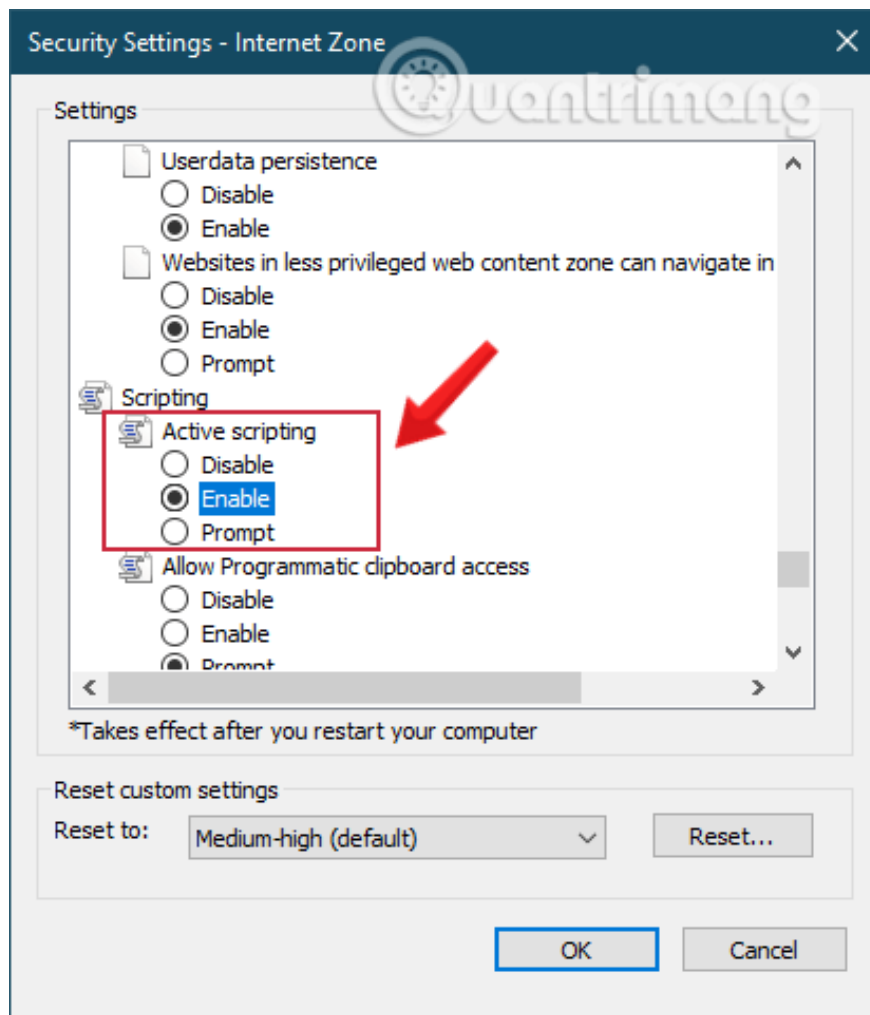 Security Settings - Internet Zone
Quantrimang
Settings
Userdata persistence
Disable
Enable
Websites in less privileged web content zone can navigate in
Disable
Enable
Prompt
Scripting
Active scripting
Disable
Enable
Prompt
Allow Programmatic clipboard access
Disable
Enable
Prompt
*Takes effect after you restart your computer
Reset custom settings
Reset to:
Medium-high (default)
Reset...
OK
Cancel